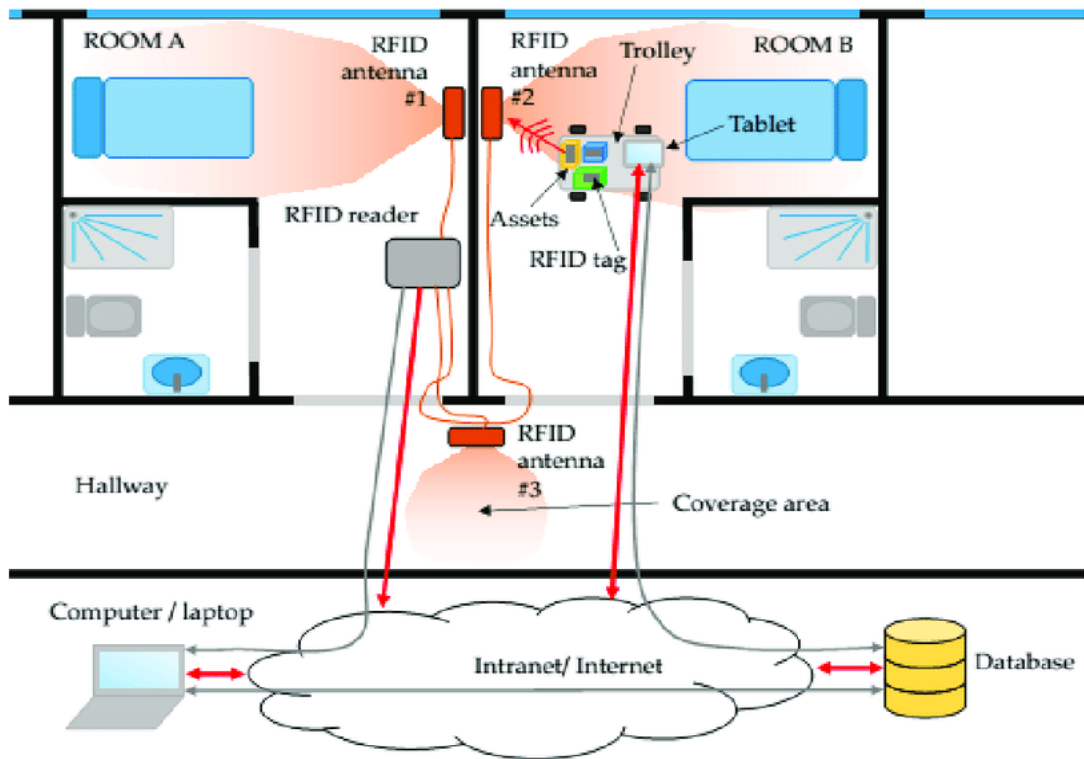 ROOM A
RFID
antenna
#1
RFID
antenna
#2
Trolley
ROOM B
Tablet
RFID reader
Assets
RFID tag
RFID
antenna
#3
Hallway
Coverage area
Computer / laptop
Intranet/ Internet
Database